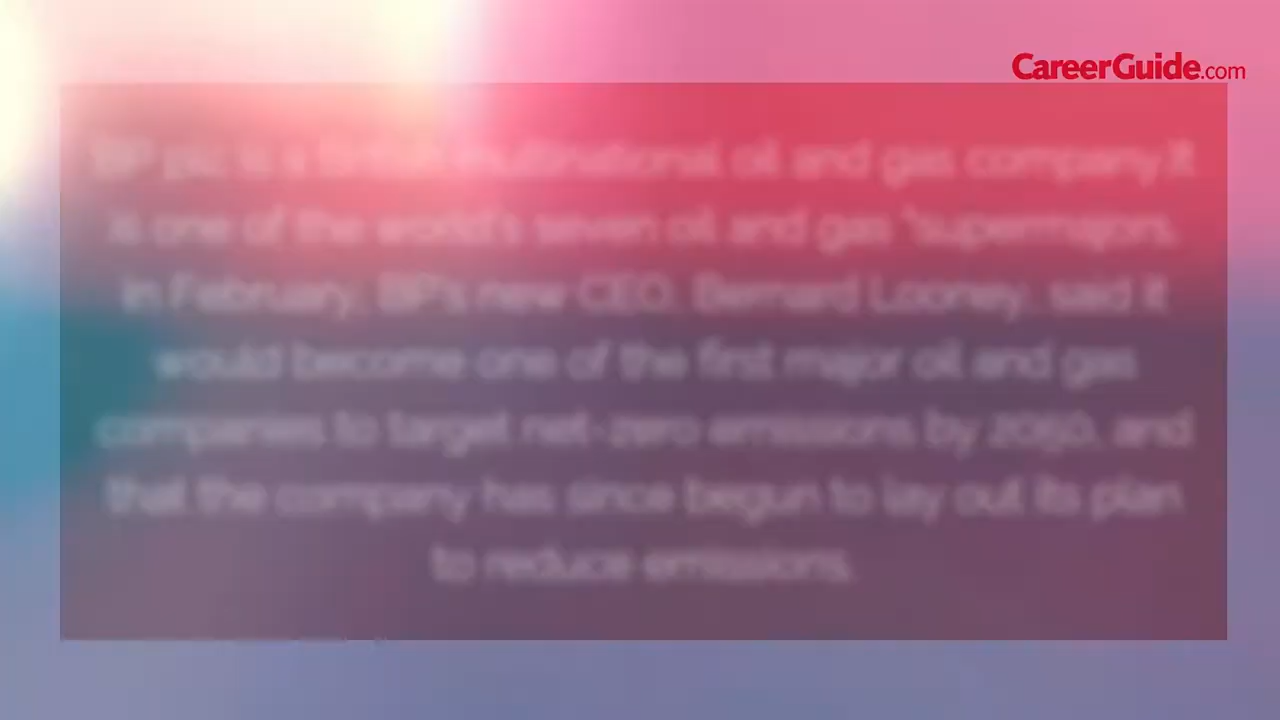 CareerGuide.com
BP plc is a british multinational oil and gas company.It
is one of the world's seven oil and gas "supermajors.
In February, BP's new CEO, Bernard Looney, said it
would become one of the first major oil and gas
companies to target net-zero emissions by 2050, and
that the company has since begun to lay out its plan
to reduce emissions.